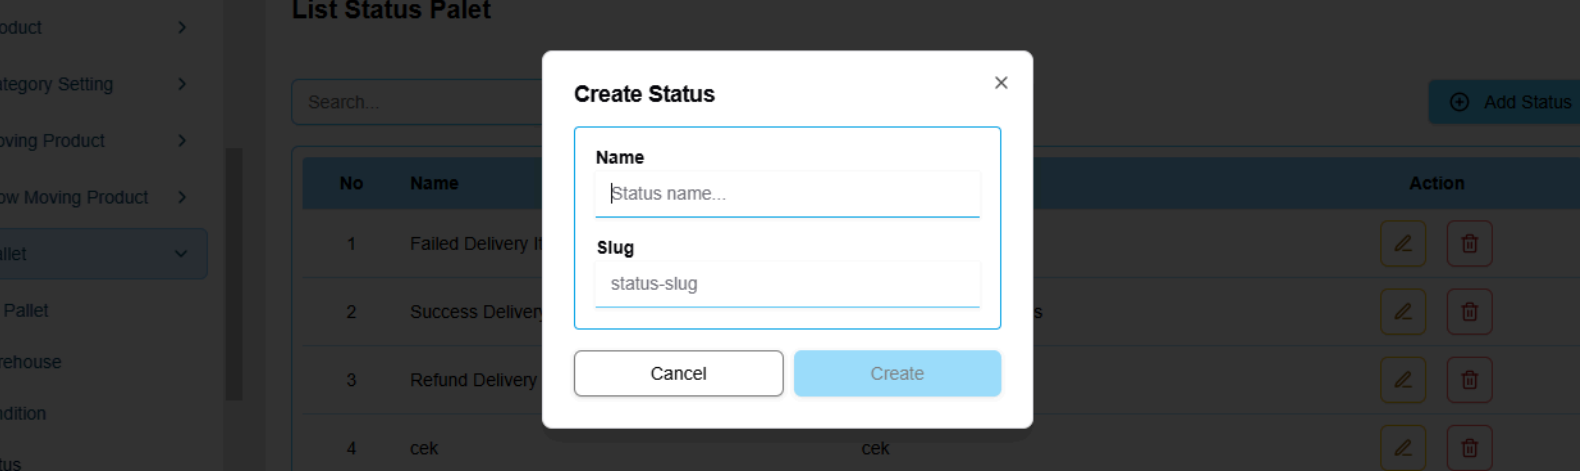 List Status Palet
oduct
ategory Setting
oving Product
ow Moving Product
allet
Pallet
rehouse
ndition
tus
Search...
Add Status
No Name Action
1 Failed Delivery It
2 Success Delivery s
3 Refund Delivery
4 cek cek
Create Status
Name
Status name...
Slug
status-slug
Cancel Create